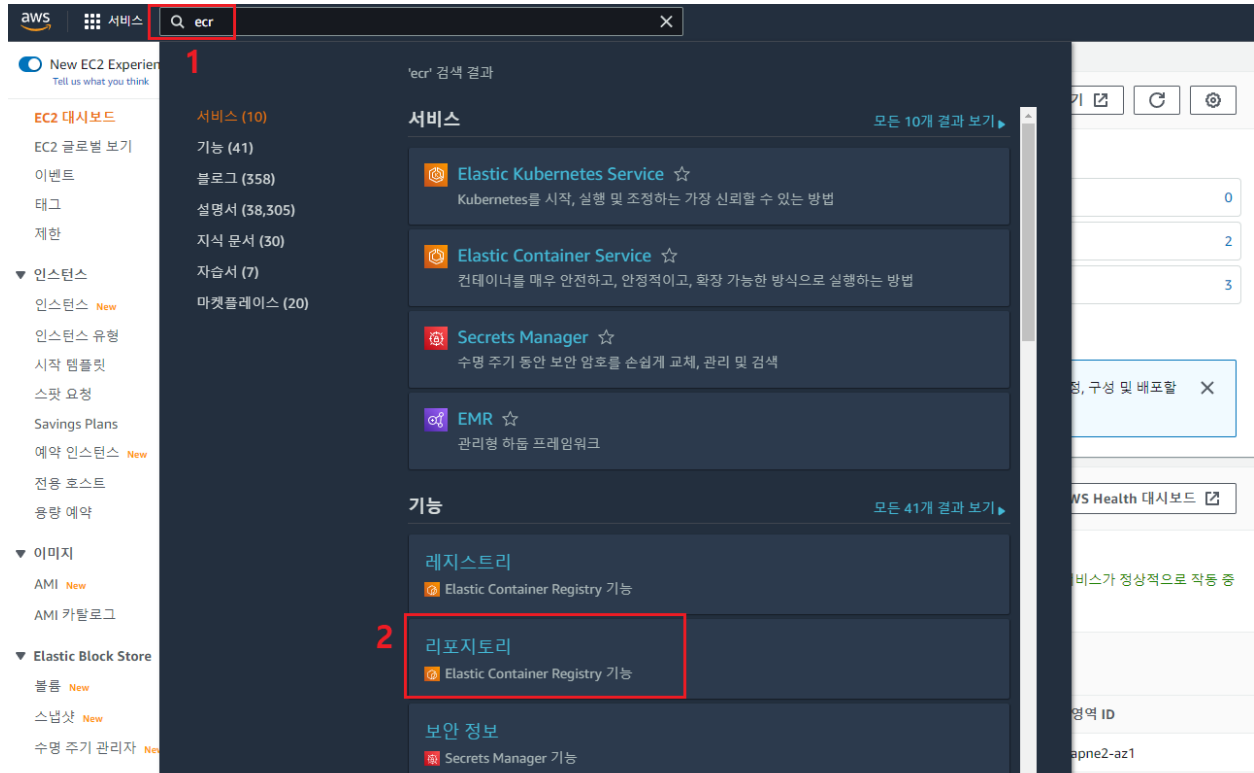 aws
서비스
ecr
1
New EC2 Experien
Tell us what you think
EC2 대시보드
EC2 글로벌 보기
이벤트
태그
제한
인스턴스
인스턴스 New
인스턴스 유형
시작 템플릿
스팟 요청
Savings Plans
예약 인스턴스 New
전용 호스트
용량 예약
이미지
AMI New
AMI 카탈로그
Elastic Block Store
볼륨 New
스냅샷 New
수명 주기 관리자 New
'ecr' 검색 결과
서비스 (10)
기능 (41)
블로그 (358)
설명서 (38,305)
지식 문서 (30)
자습서 (7)
마켓플레이스 (20)
서비스
모든 10개 결과 보기
Elastic Kubernetes Service
Kubernetes를 시작, 실행 및 조정하는 가장 신뢰할 수 있는 방법
Elastic Container Service
컨테이너를 매우 안전하고, 안정적이고, 확장 가능한 방식으로 실행하는 방법
Secrets Manager
수명 주기 동안 보안 암호를 손쉽게 교체, 관리 및 검색
EMR
관리형 하둡 프레임워크
기능
모든 41개 결과 보기
레지스트리
Elastic Container Registry 기능
2
리포지토리
Elastic Container Registry 기능
보안 정보
Secrets Manager 기능
기
0
2
3
정, 구성 및 배포할
WS Health 대시보드
비스가 정상적으로 작동 중
영역 ID
apne2-az1